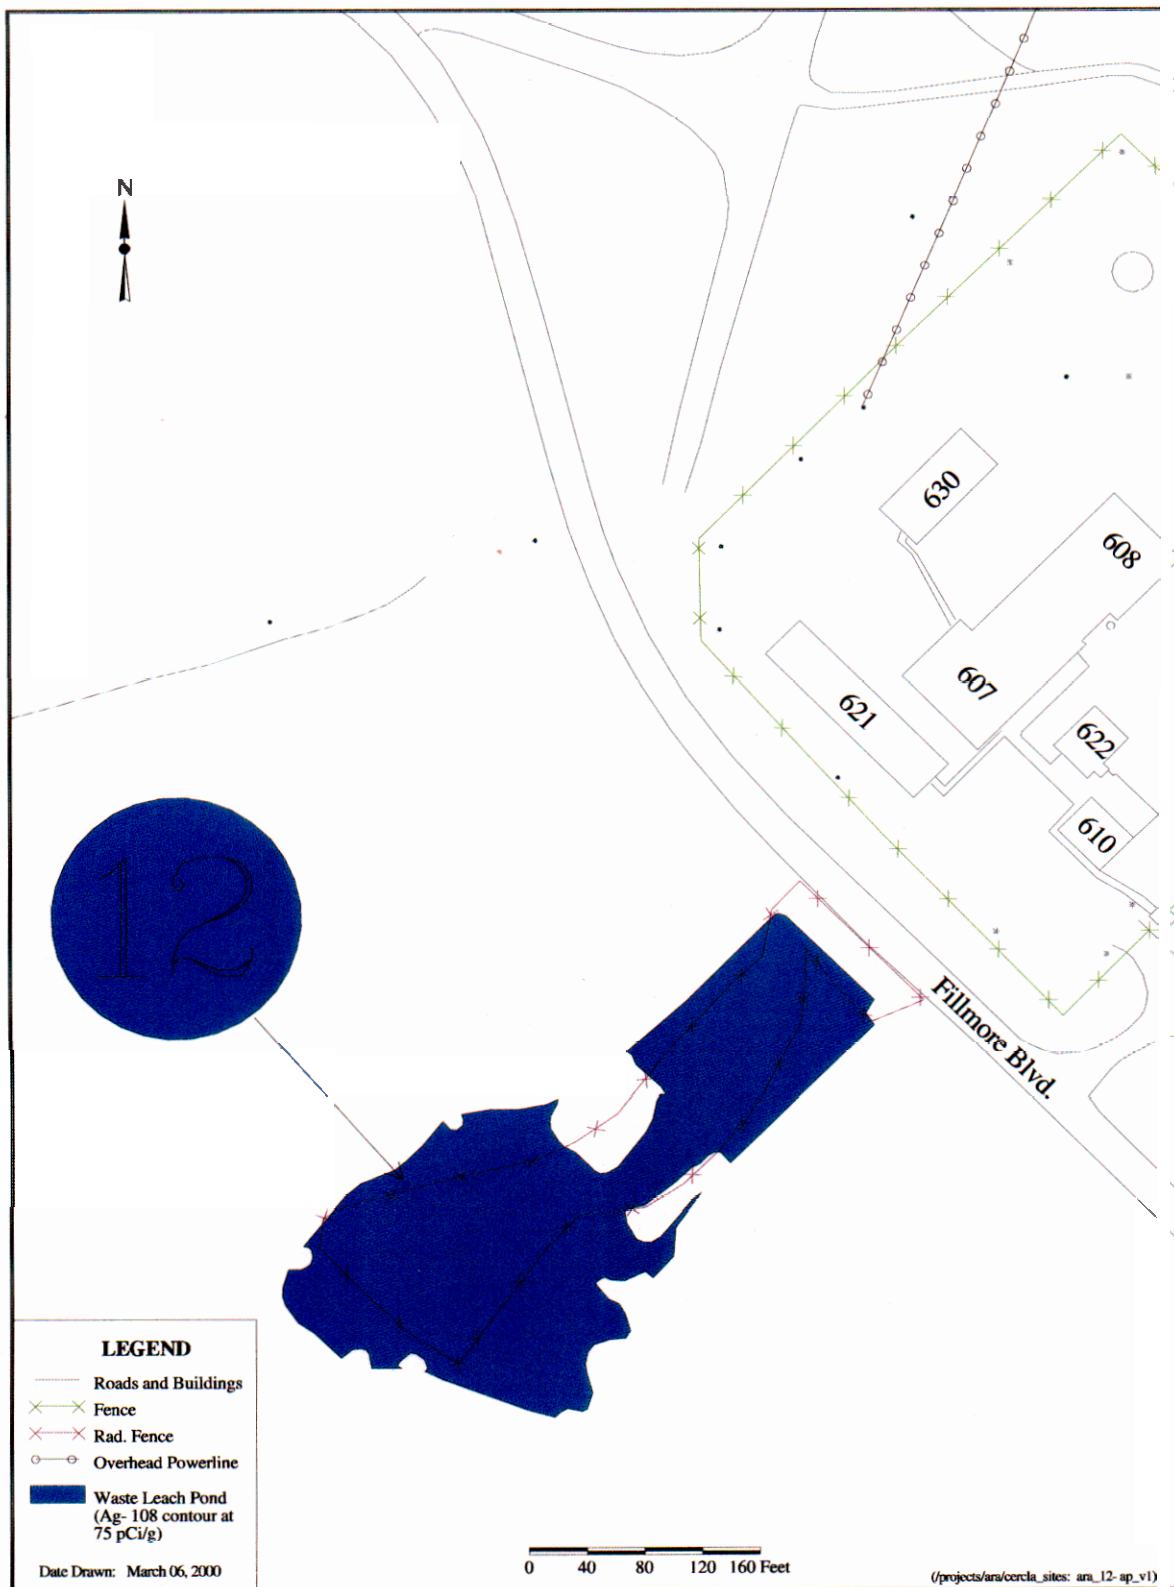 N
630
608
607
621
622
610
12
Fillmore Blvd.
LEGEND
Roads and Buildings
Fence
Rad. Fence
Overhead Powerline
Waste Leach Pond
(Ag- 108 contour at
75 pCi/g)
Date Drawn: March 06, 2000
0 40 80 120 160 Feet
(/projects/ara/cercla_sites: ara_12- ap_v1)